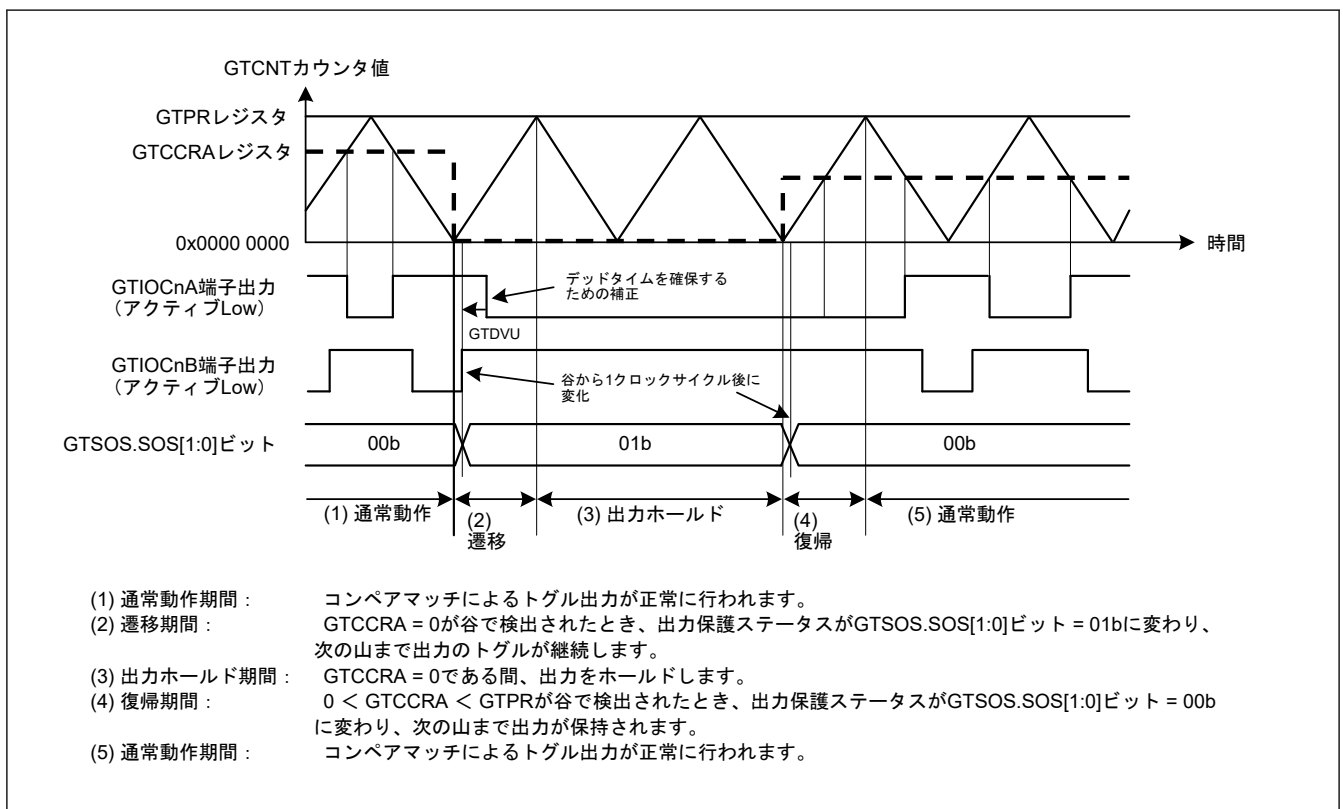 GTCNTカウンタ値
GTPRレジスタ
GTCCRAレジスタ
0x0000 0000
時間
GTIOCnA端子出力
（アクティブLow）
デッドタイムを確保する
ための補正
GTDVU
GTIOCnB端子出力
（アクティブLow）
谷から1クロックサイクル後に
変化
GTSOS.SOS[1:0]ビット
00b
01b
00b
(1) 通常動作
(2)
遷移
(3) 出力ホールド
(4)
復帰
(5) 通常動作
(1) 通常動作期間： コンペアマッチによるトグル出力が正常に行われます。
(2) 遷移期間： GTCCRA = 0が谷で検出されたとき、出力保護ステータスがGTSOS.SOS[1:0]ビット = 01bに変わり、
次の山まで出力のトグルが継続します。
(3) 出力ホールド期間： GTCCRA = 0である間、出力をホールドします。
(4) 復帰期間： 0 ＜ GTCCRA ＜ GTPRが谷で検出されたとき、出力保護ステータスがGTSOS.SOS[1:0]ビット = 00b
に変わり、次の山まで出力が保持されます。
(5) 通常動作期間： コンペアマッチによるトグル出力が正常に行われます。